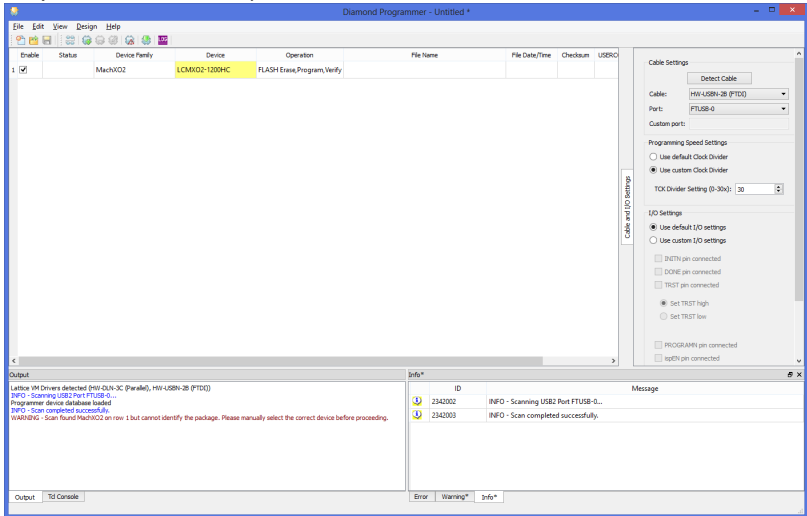 Diamond Programmer - Untitled *
File Edit View Design Help
LOG
Enable Status Device Family Device Operation File Name File Date/Time Checksum USERCO
1 MachXO2 LCMXO2-1200HC FLASH Erase,Program,Verify
Cable and I/O Settings
Cable Settings
Detect Cable
Cable: HW-USBN-2B (FTDI)
Port: FTUSB-0
Custom port:
Programming Speed Settings
Use default Clock Divider
Use custom Clock Divider
TCK Divider Setting (0-30x): 30
I/O Settings
Use default I/O settings
Use custom I/O settings
INITN pin connected
DONE pin connected
TRST pin connected
Set TRST high
Set TRST low
PROGRAMN pin connected
ispEN pin connected
Output
Lattice VM Drivers detected (HW-DLN-3C (Parallel), HW-USBN-2B (FTDI))
INFO - Scanning USB2 Port FTUSB-0...
Programmer device database loaded
INFO - Scan completed successfully.
WARNING - Scan found MachXO2 on row 1 but cannot identify the package. Please manually select the correct device before proceeding.
Output Tcl Console
Info*
ID Message
2342002 INFO - Scanning USB2 Port FTUSB-0...
2342003 INFO - Scan completed successfully.
Error Warning* Info*